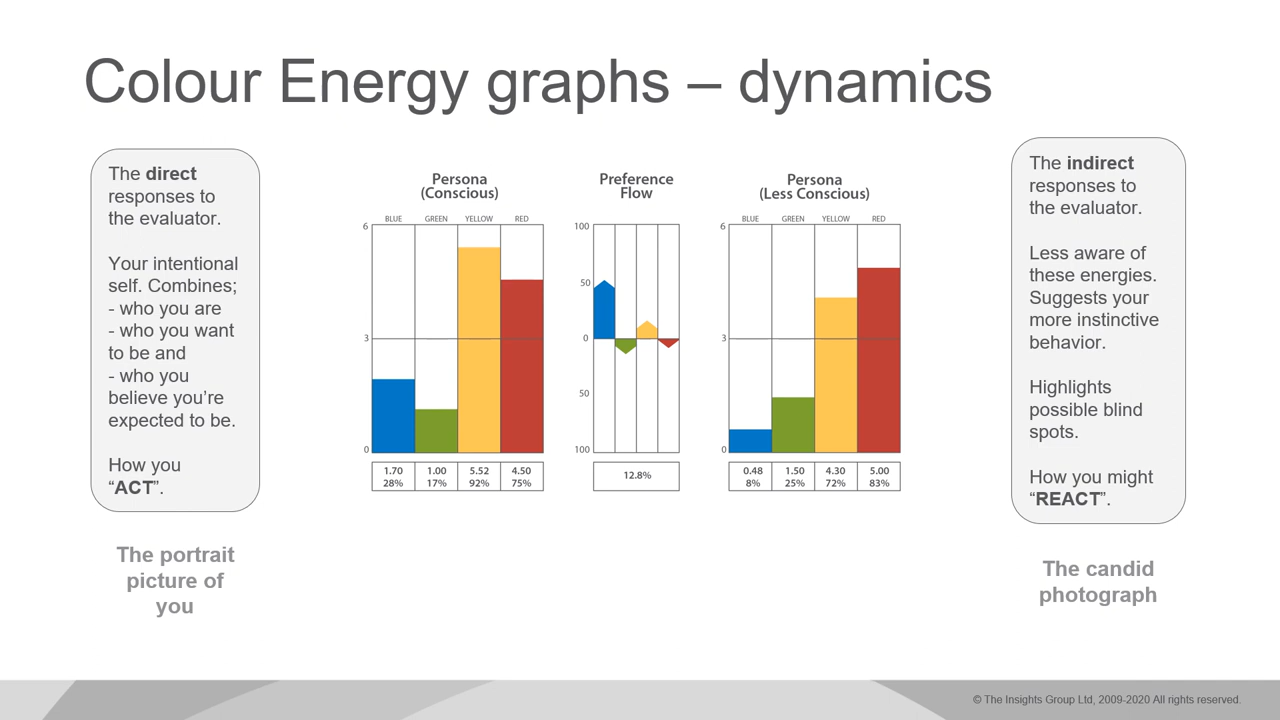 Colour Energy graphs – dynamics
The direct
responses to
the evaluator.
Your intentional
self. Combines;
- who you are
- who you want
to be and
- who you
believe you’re
expected to be.
How you
“ACT”.
The portrait
picture of
you
Persona
(Conscious)
BLUE GREEN YELLOW RED
6
3
0
1.70 1.00 5.52 4.50
28% 17% 92% 75%
Preference
Flow
100
50
0
50
100
12.8%
Persona
(Less Conscious)
BLUE GREEN YELLOW RED
6
3
0
0.48 1.50 4.30 5.00
8% 25% 72% 83%
The indirect
responses to
the evaluator.
Less aware of
these energies.
Suggests your
more instinctive
behavior.
Highlights
possible blind
spots.
How you might
“REACT”.
The candid
photograph
© The Insights Group Ltd, 2009-2020 All rights reserved.